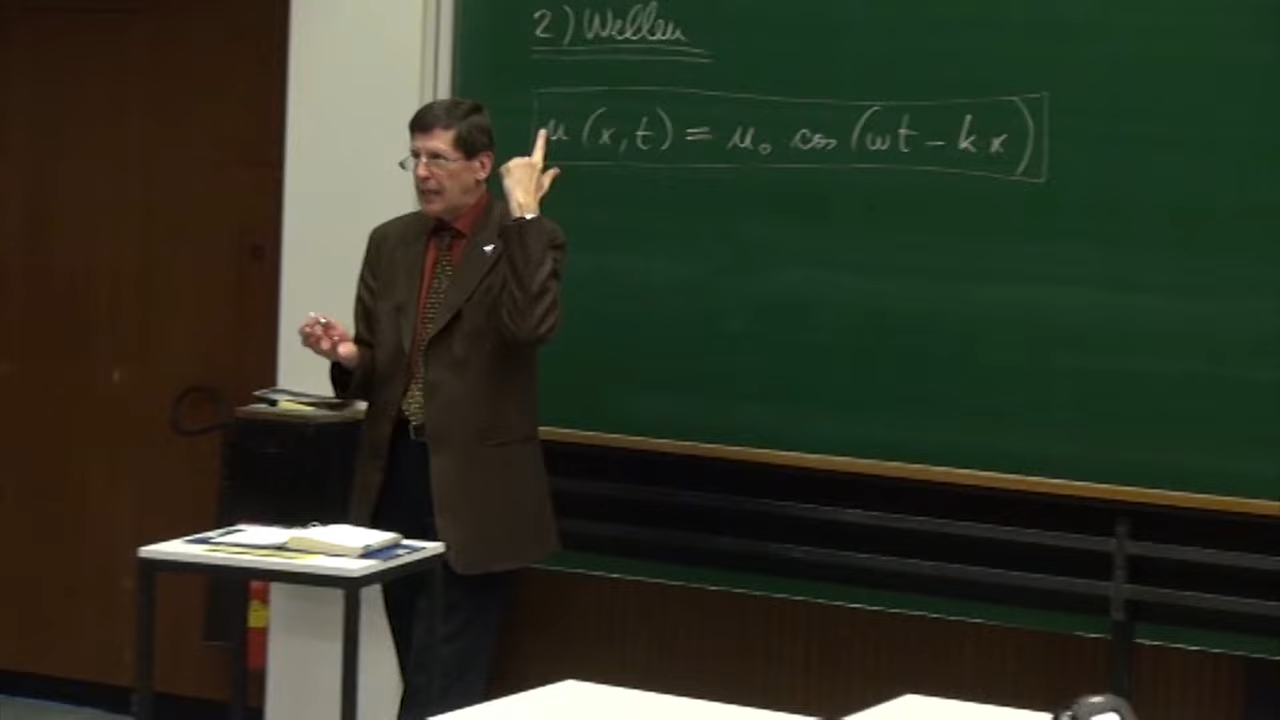 2) Wellen
u(x,t) = u₀ cos(ωt - kx)